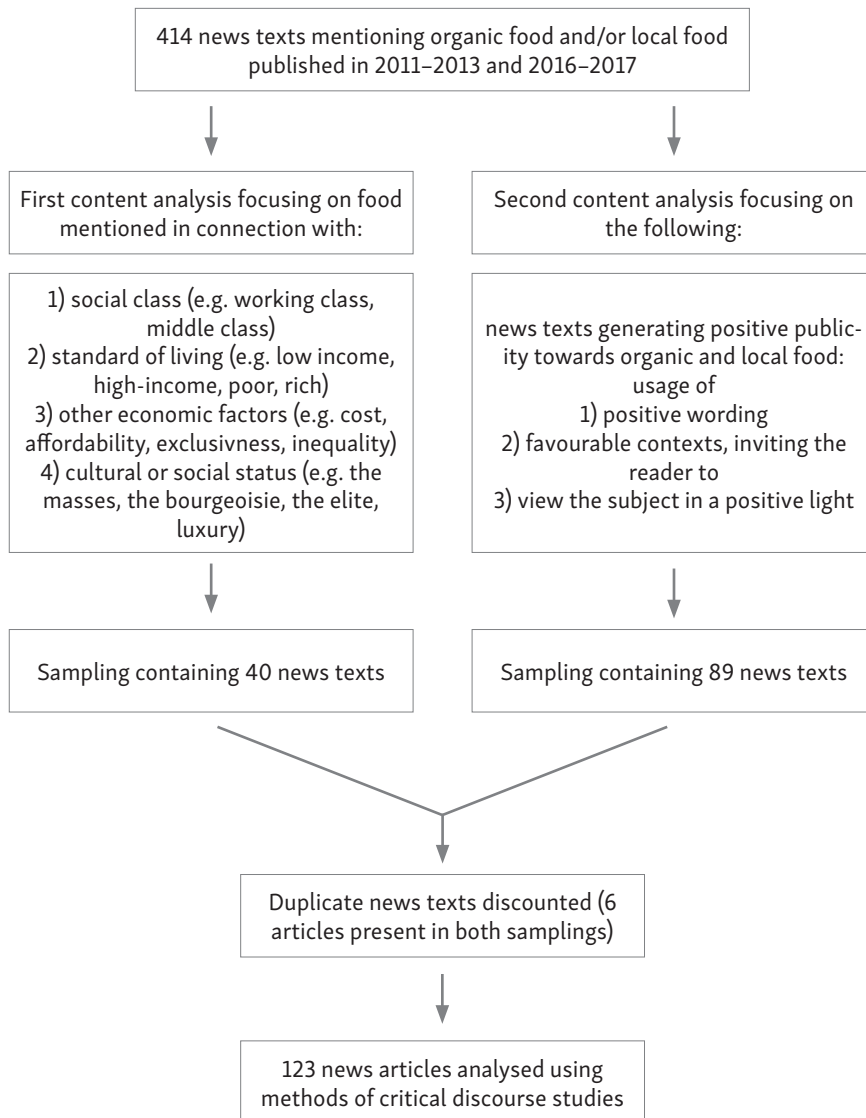 414 news texts mentioning organic food and/or local food
published in 2011–2013 and 2016–2017
First content analysis focusing on food
mentioned in connection with:
1) social class (e.g. working class,
middle class)
2) standard of living (e.g. low income,
high-income, poor, rich)
3) other economic factors (e.g. cost,
affordability, exclusivness, inequality)
4) cultural or social status (e.g. the
masses, the bourgeoisie, the elite,
luxury)
Sampling containing 40 news texts
Second content analysis focusing on
the following:
news texts generating positive public-
ity towards organic and local food:
usage of
1) positive wording
2) favourable contexts, inviting the
reader to
3) view the subject in a positive light
Sampling containing 89 news texts
Duplicate news texts discounted (6
articles present in both samplings)
123 news articles analysed using
methods of critical discourse studies